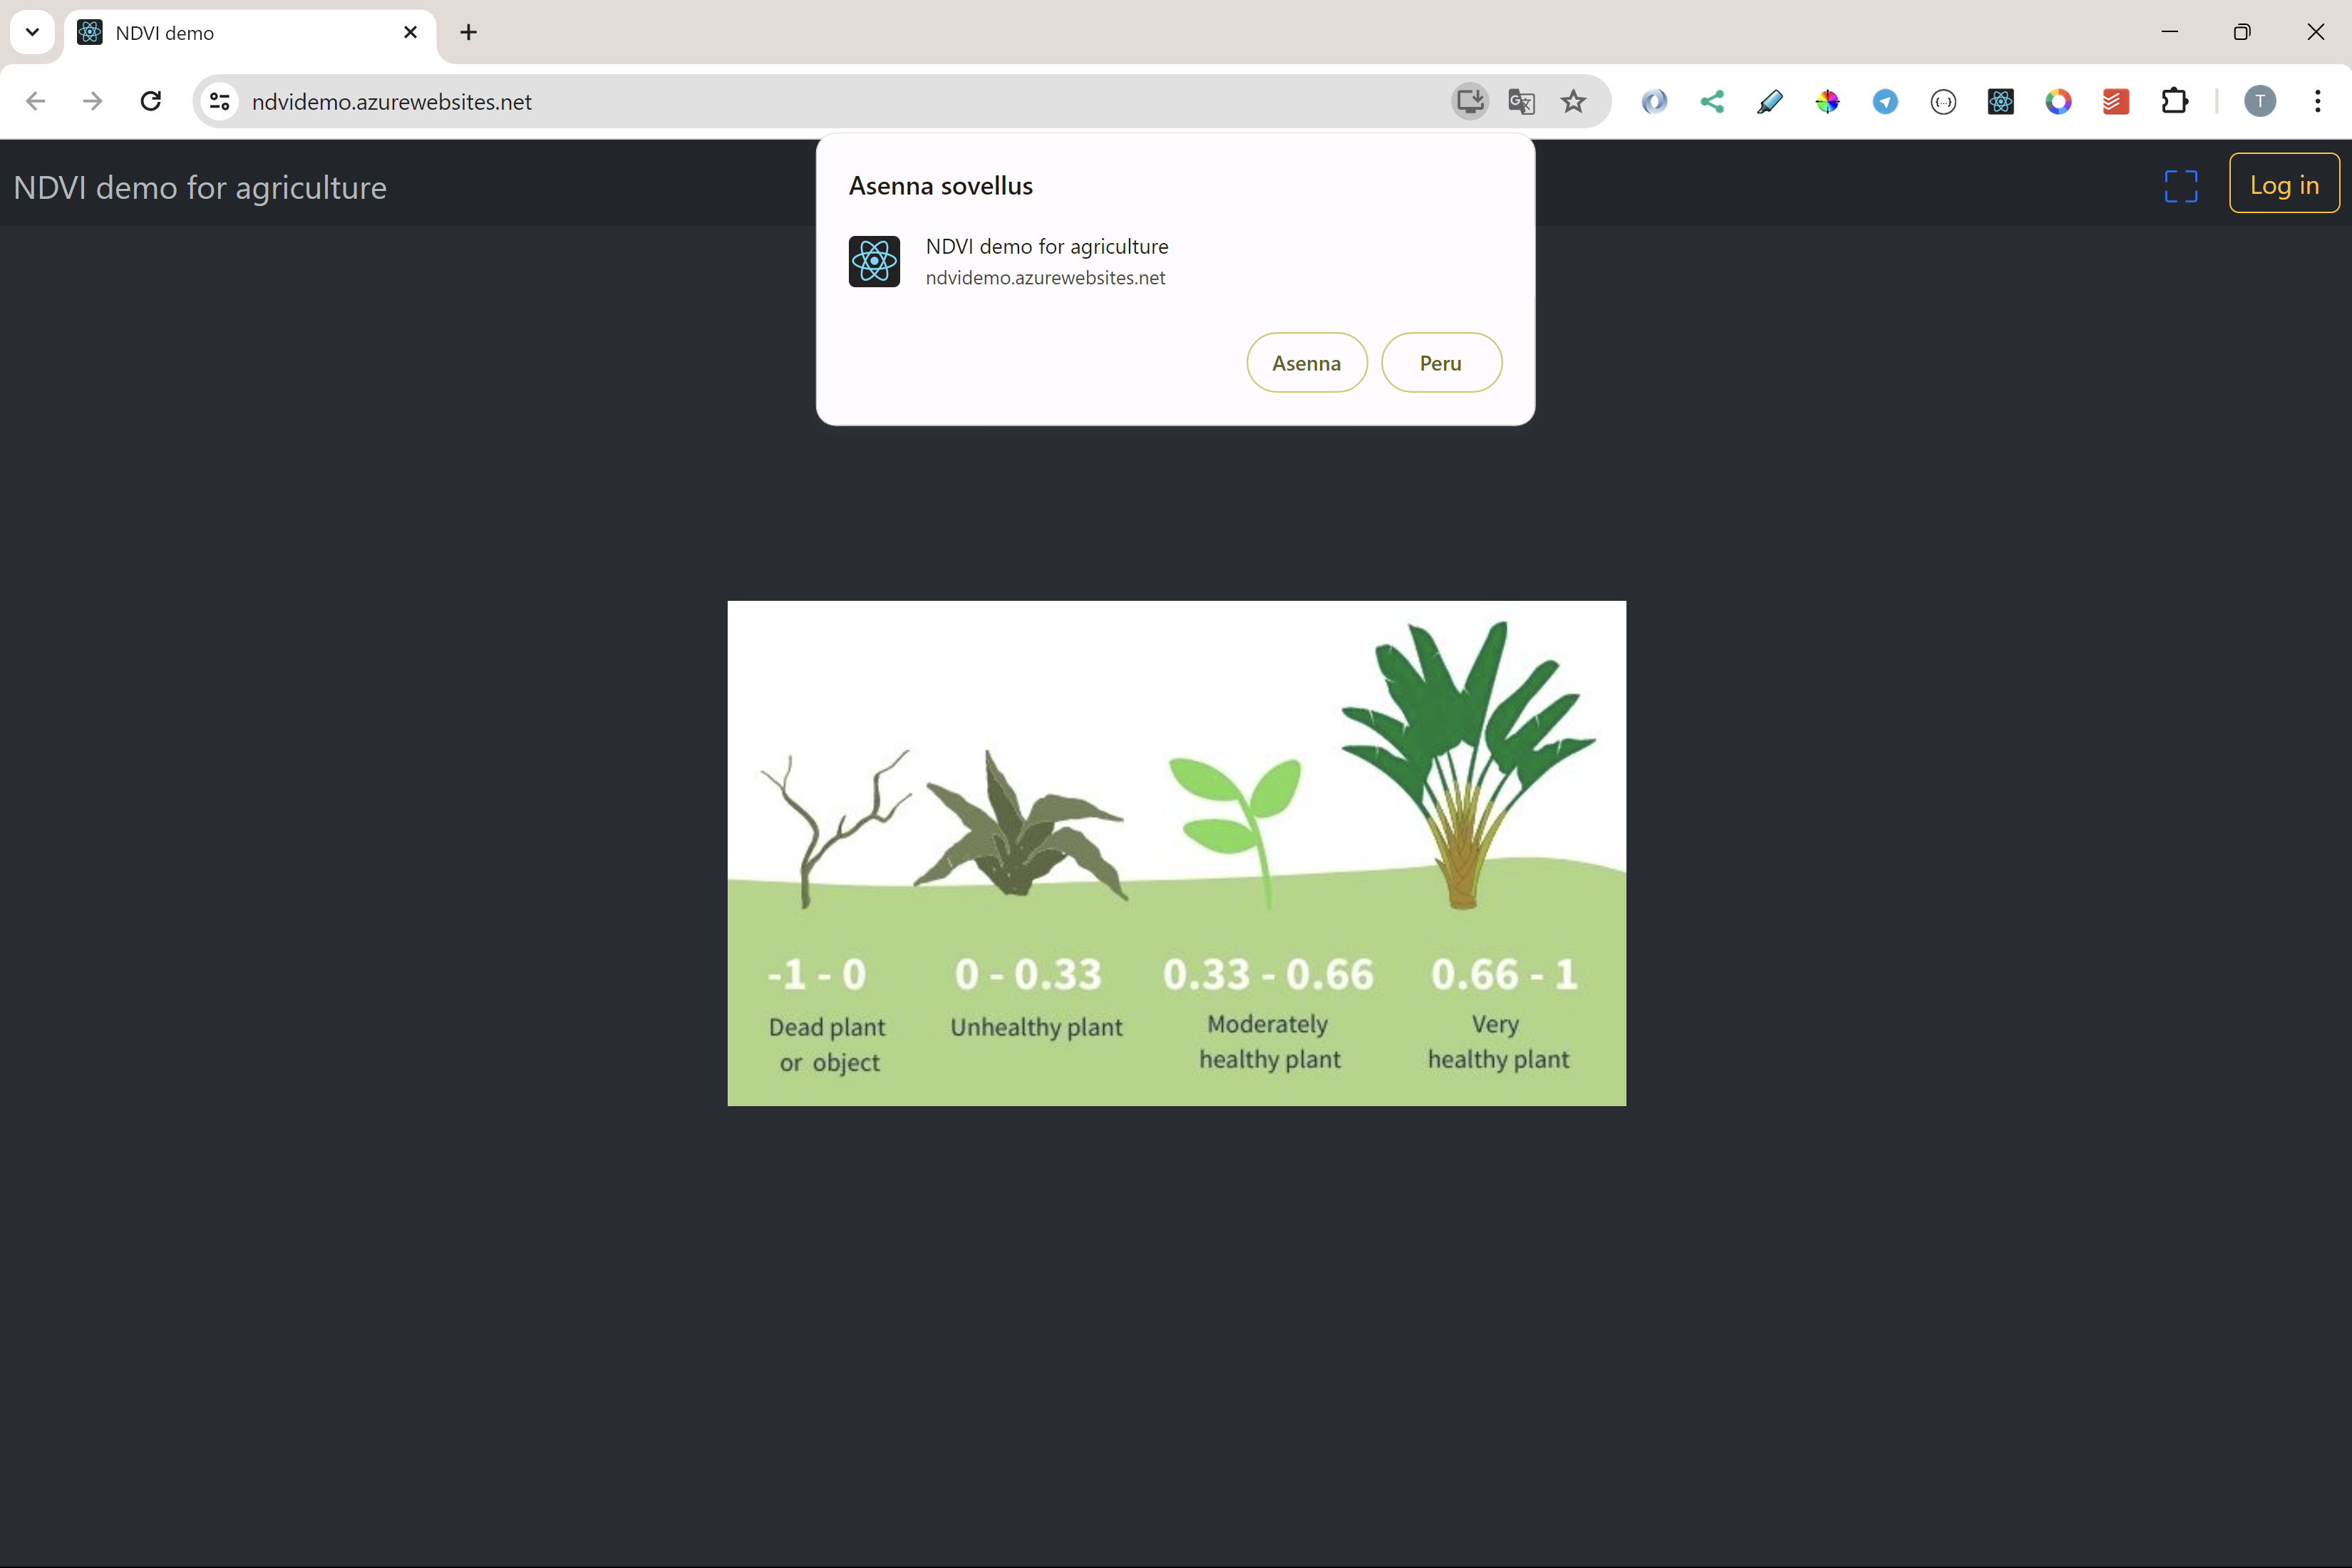 NDVI demo
ndvidemo.azurewebsites.net
T
NDVI demo for agriculture
Log in
Asenna sovellus
NDVI demo for agriculture
ndvidemo.azurewebsites.net
Asenna
Peru
-1 - 0
Dead plant
or object
0 - 0.33
Unhealthy plant
0.33 - 0.66
Moderately
healthy plant
0.66 - 1
Very
healthy plant